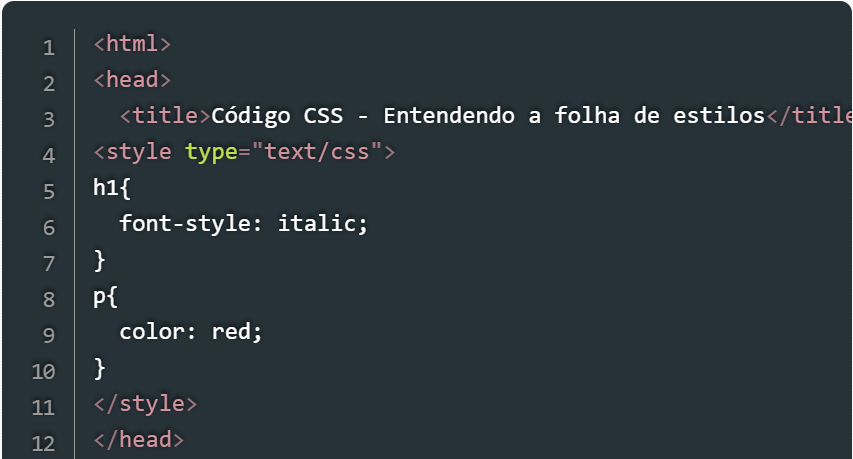 1 <html>
2 <head>
3   <title>Código CSS - Entendendo a folha de estilos</title
4 <style type="text/css">
5 h1{
6   font-style: italic;
7 }
8 p{
9   color: red;
10 }
11 </style>
12 </head>